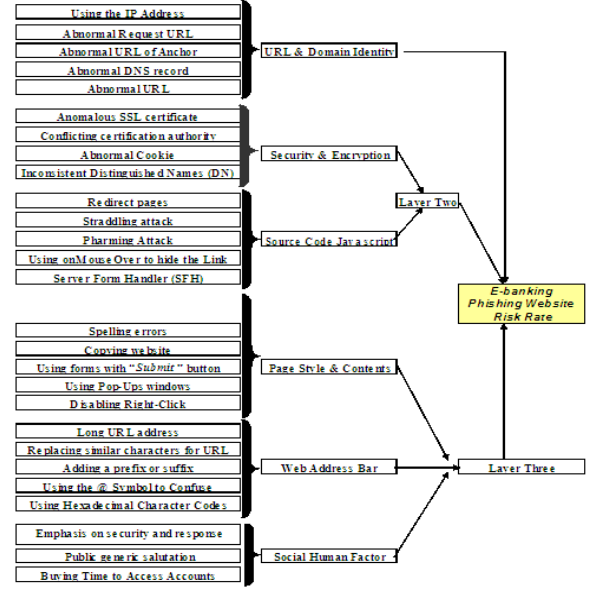 Using the IP Address
Abnormal Request URL
Abnormal URL of Anchor
Abnormal DNS record
Abnormal URL
URL & Domain Identity
Anomalous SSL certificate
Conflicting certification authority
Abnormal Cookie
Inconsistent Distinguished Names (DN)
Security & Encryption
Redirect pages
Straddling attack
Pharming Attack
Using onMouse Over to hide the Link
Server Form Handler (SFH)
Source Code Javascript
Layer Two
E-banking
Phishing Website
Risk Rate
Spelling errors
Copying website
Using forms with "Submit" button
Using Pop-Ups windows
Disabling Right-Click
Page Style & Contents
Long URL address
Replacing similar characters for URL
Adding a prefix or suffix
Using the @ Symbol to Confuse
Using Hexadecimal Character Codes
Web Address Bar
Layer Three
Emphasis on security and response
Public generic salutation
Buying Time to Access Accounts
Social Human Factor